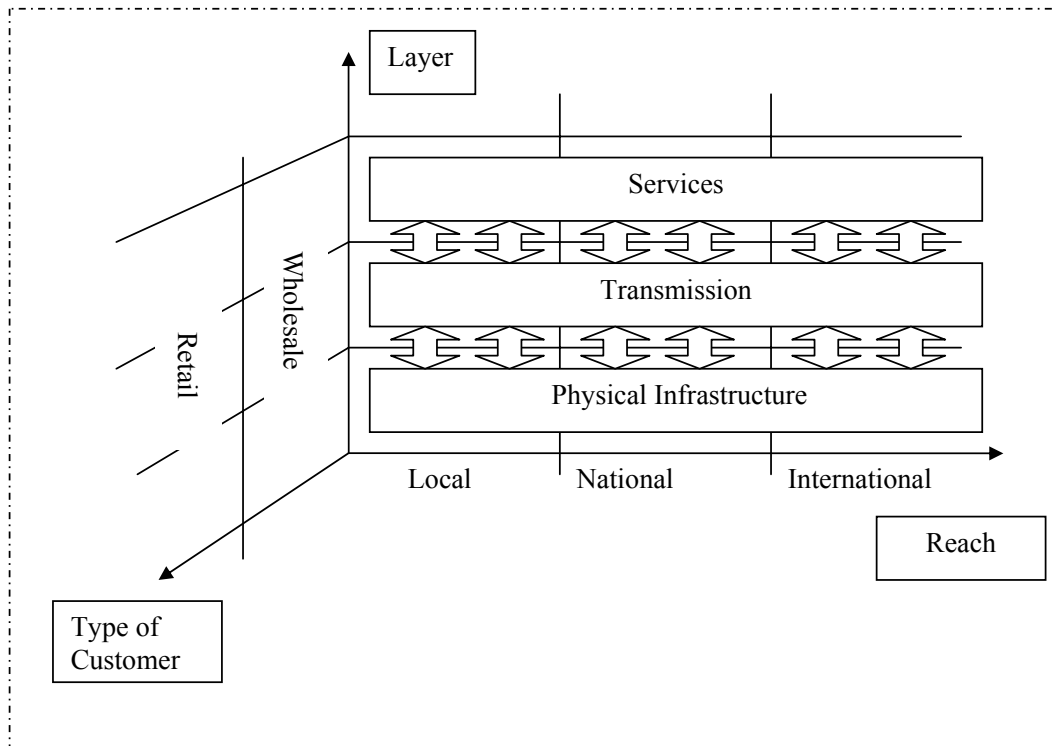 Layer
Services
Wholesale
Transmission
Retail
Physical Infrastructure
Local
National
International
Reach
Type of
Customer